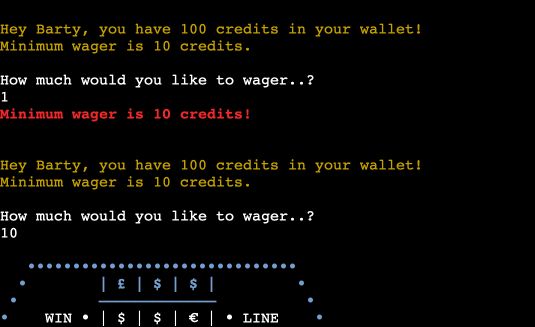 Hey Barty, you have 100 credits in your wallet!
Minimum wager is 10 credits.
How much would you like to wager..?
1
Minimum wager is 10 credits!
Hey Barty, you have 100 credits in your wallet!
Minimum wager is 10 credits.
How much would you like to wager..?
10
| £ | $ | $ |
WIN • | $ | $ | € | • LINE